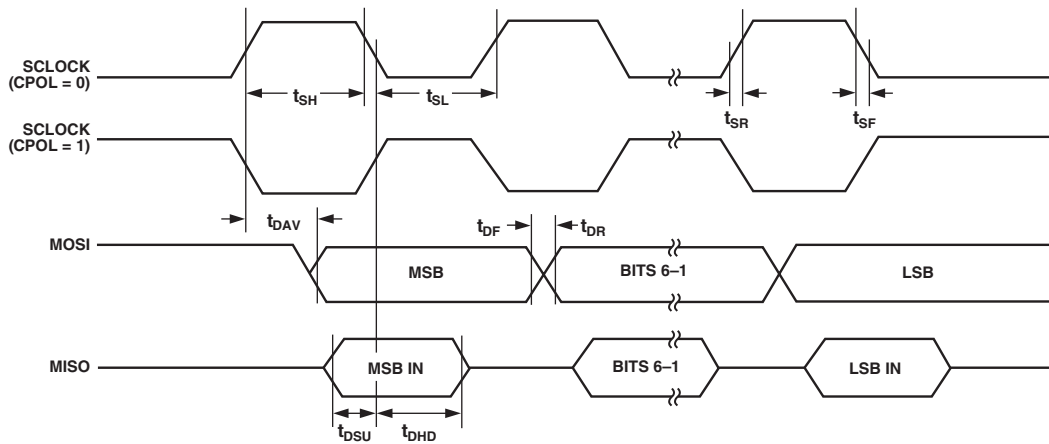 SCLOCK
(CPOL = 0)
tSH
tSL
tSR
tSF
SCLOCK
(CPOL = 1)
tDAV
tDF
tDR
MOSI
MSB
BITS 6–1
LSB
MISO
MSB IN
BITS 6–1
LSB IN
tDSU
tDHD